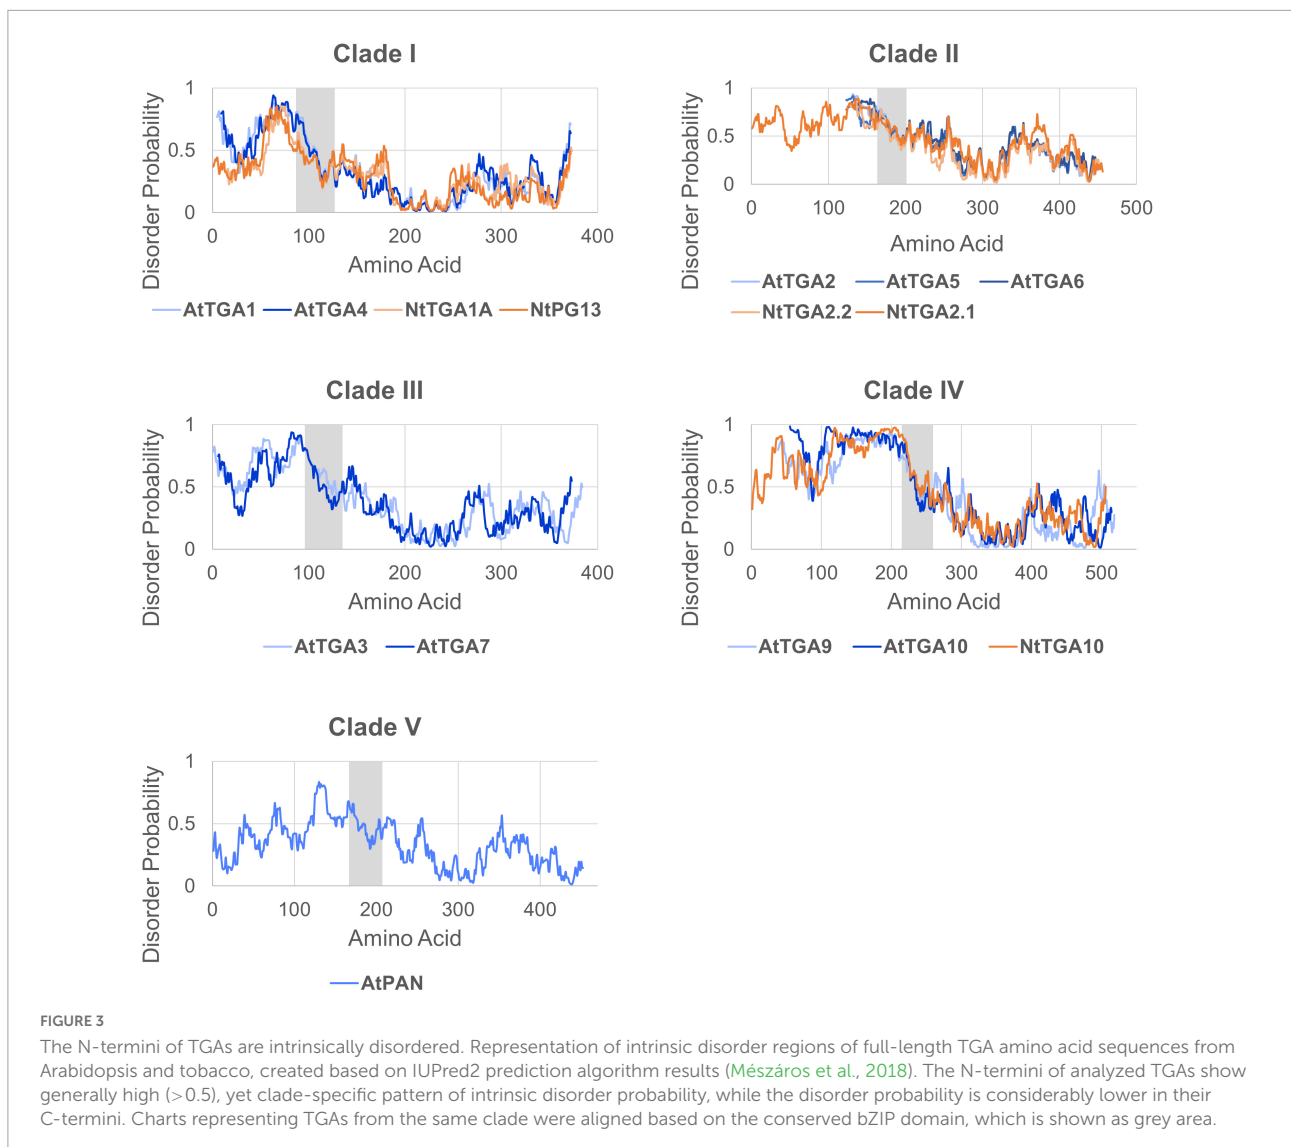 Clade I
Disorder Probability
1
0.5
0
0 100 200 300 400
Amino Acid
AtTGA1 AtTGA4 NtTGA1A NtPG13
Clade II
Disorder Probability
1
0.5
0
0 100 200 300 400 500
Amino Acid
AtTGA2 AtTGA5 AtTGA6
NtTGA2.2 NtTGA2.1
Clade III
Disorder Probability
1
0.5
0
0 100 200 300 400
Amino Acid
AtTGA3 AtTGA7
Clade IV
Disorder Probability
1
0.5
0
0 100 200 300 400 500
Amino Acid
AtTGA9 AtTGA10 NtTGA10
Clade V
Disorder Probability
1
0.5
0
0 100 200 300 400
Amino Acid
AtPAN
FIGURE 3
The N-termini of TGAs are intrinsically disordered. Representation of intrinsic disorder regions of full-length TGA amino acid sequences from
Arabidopsis and tobacco, created based on IUPred2 prediction algorithm results (Mészáros et al., 2018). The N-termini of analyzed TGAs show
generally high (>0.5), yet clade-specific pattern of intrinsic disorder probability, while the disorder probability is considerably lower in their
C-termini. Charts representing TGAs from the same clade were aligned based on the conserved bZIP domain, which is shown as grey area.